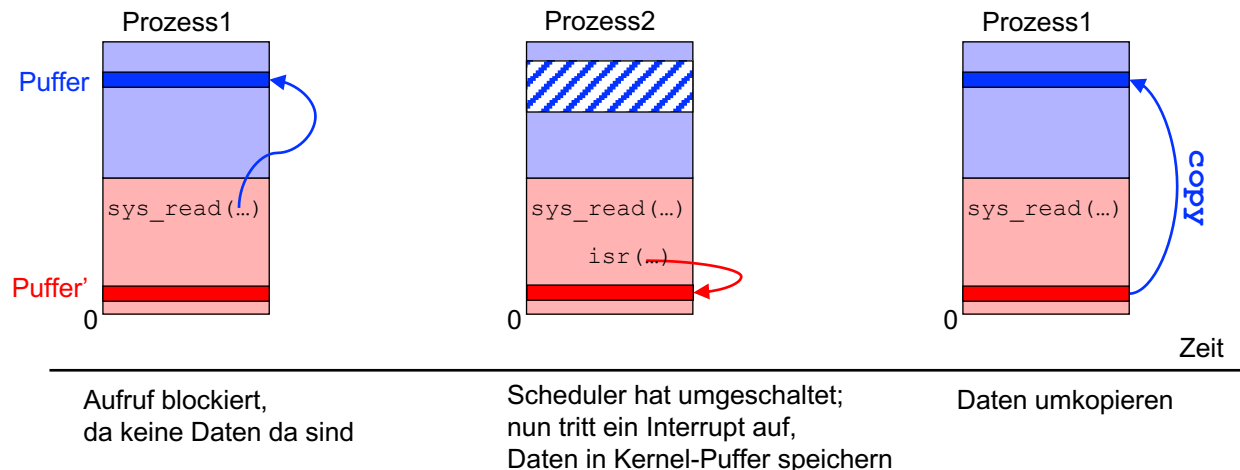 Prozess1
Prozess2
Prozess1
Puffer
sys_read(…)
sys_read(…)
sys_read(…)
copy
isr(…)
Puffer’
0
0
0
Zeit
Aufruf blockiert,
da keine Daten da sind
Scheduler hat umgeschaltet;
nun tritt ein Interrupt auf,
Daten in Kernel-Puffer speichern
Daten umkopieren